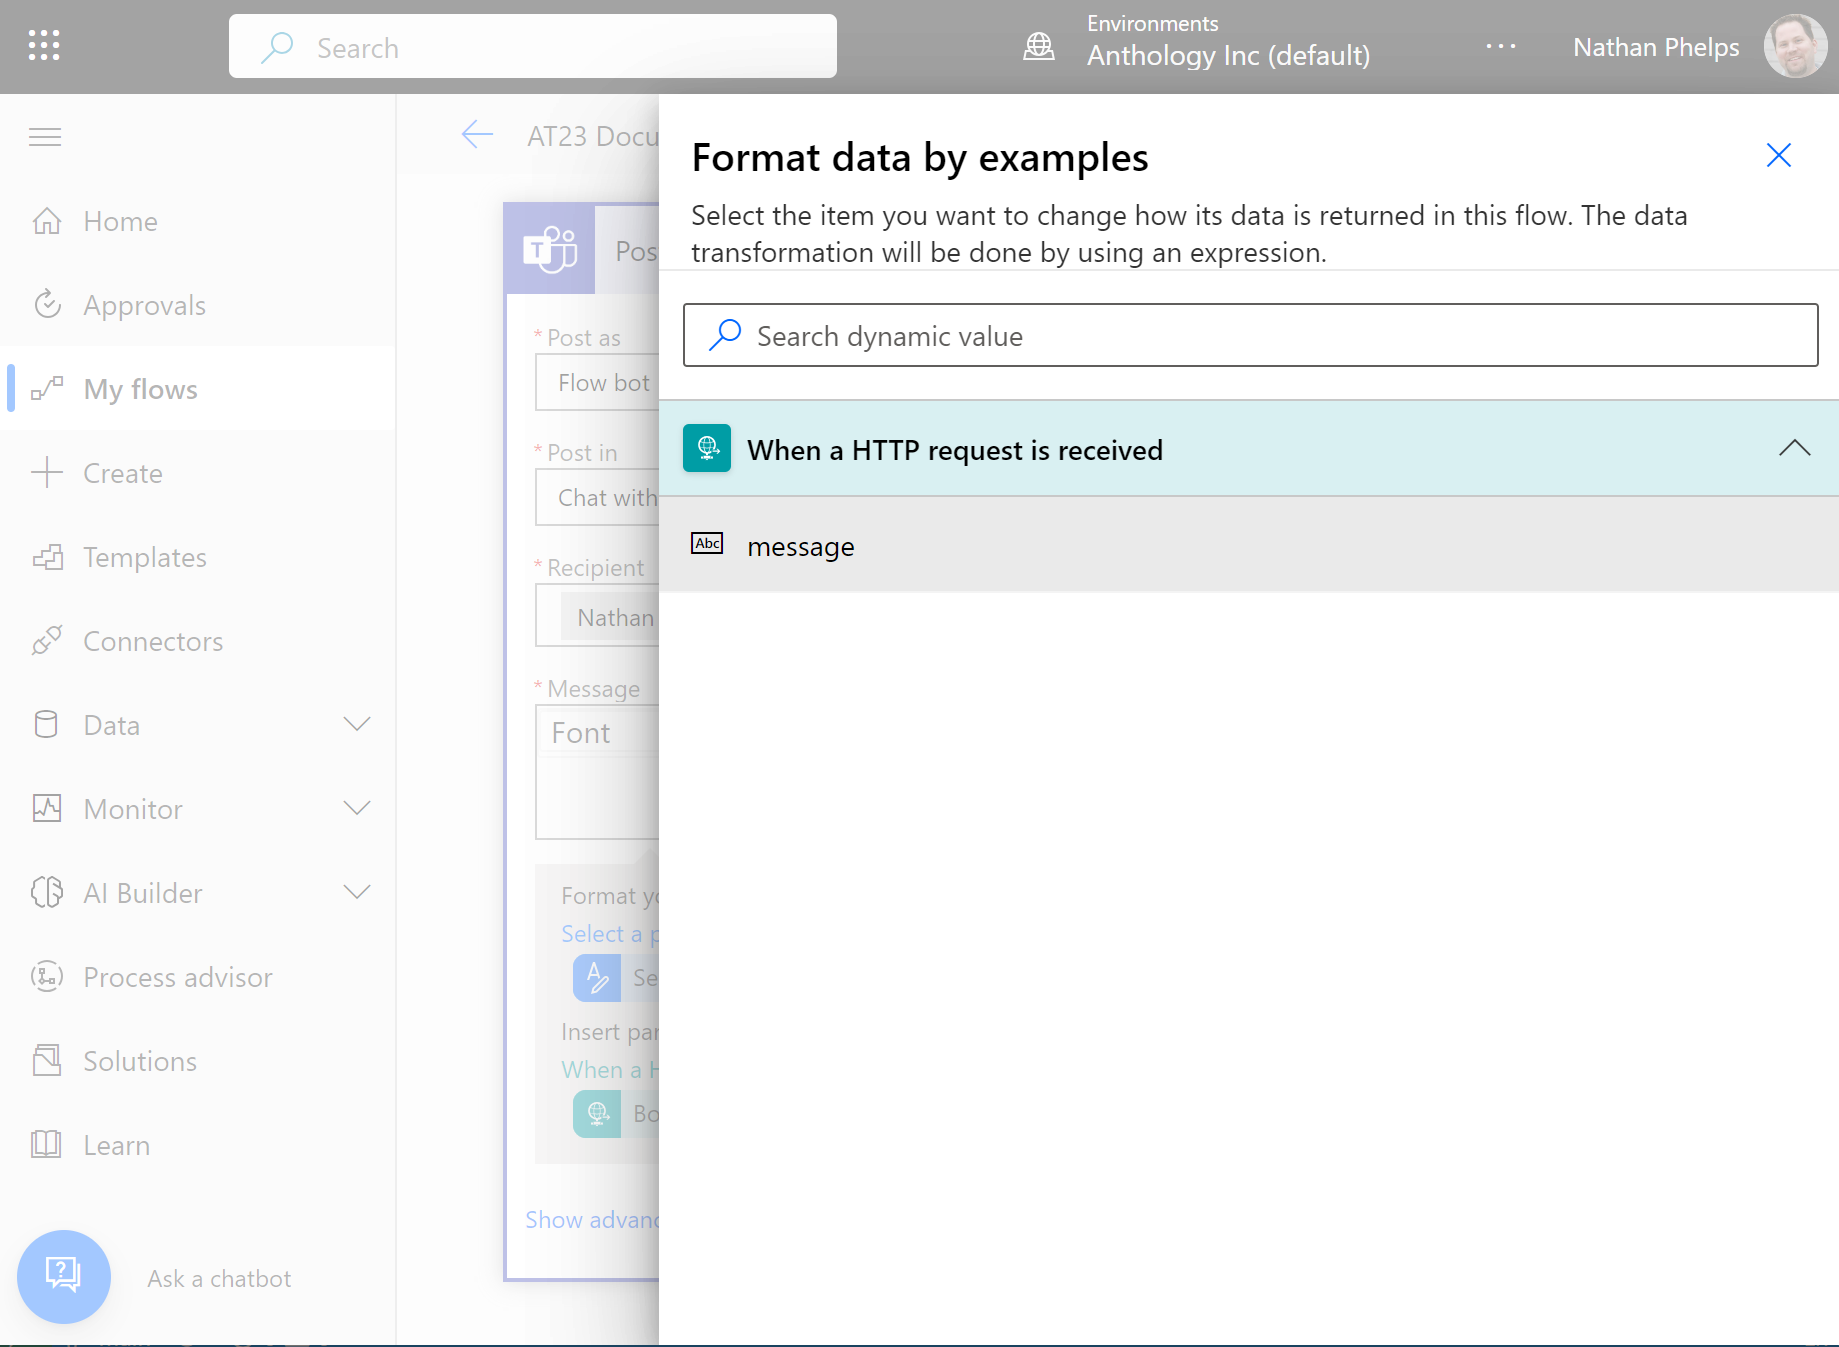 Search
Environments
Anthology Inc (default)
...
Nathan Phelps
Home
Approvals
My flows
Create
Templates
Connectors
Data
Monitor
AI Builder
Process advisor
Solutions
Learn
Ask a chatbot
AT23 Docu
T
Pos
* Post as
Flow bot
* Post in
Chat with
* Recipient
Nathan
* Message
Font
Format yo
Select a p
Se
Insert par
When a H
Bo
Show advanc
Format data by examples
Select the item you want to change how its data is returned in this flow. The data
transformation will be done by using an expression.
Search dynamic value
When a HTTP request is received
Abc
message